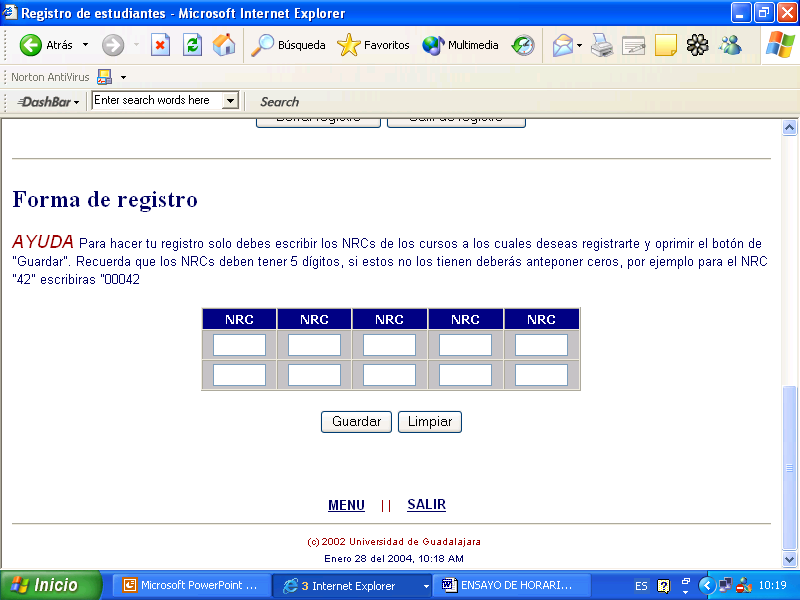 Registro de estudiantes - Microsoft Internet Explorer
Atrás Búsqueda Favoritos Multimedia
Norton AntiVirus
DashBar Enter search words here Search
Borrar registro Salir de registro
Forma de registro
AYUDA Para hacer tu registro solo debes escribir los NRCs de los cursos a los cuales deseas registrarte y oprimir el botón de
"Guardar". Recuerda que los NRCs deben tener 5 dígitos, si estos no los tienen deberás anteponer ceros, por ejemplo para el NRC
"42" escribiras "00042
NRC NRC NRC NRC NRC
Guardar Limpiar
MENU || SALIR
(c) 2002 Universidad de Guadalajara
Enero 28 del 2004, 10:18 AM
Inicio Microsoft PowerPoint ... 3 Internet Explorer ENSAYO DE HORARI... ES 10:19